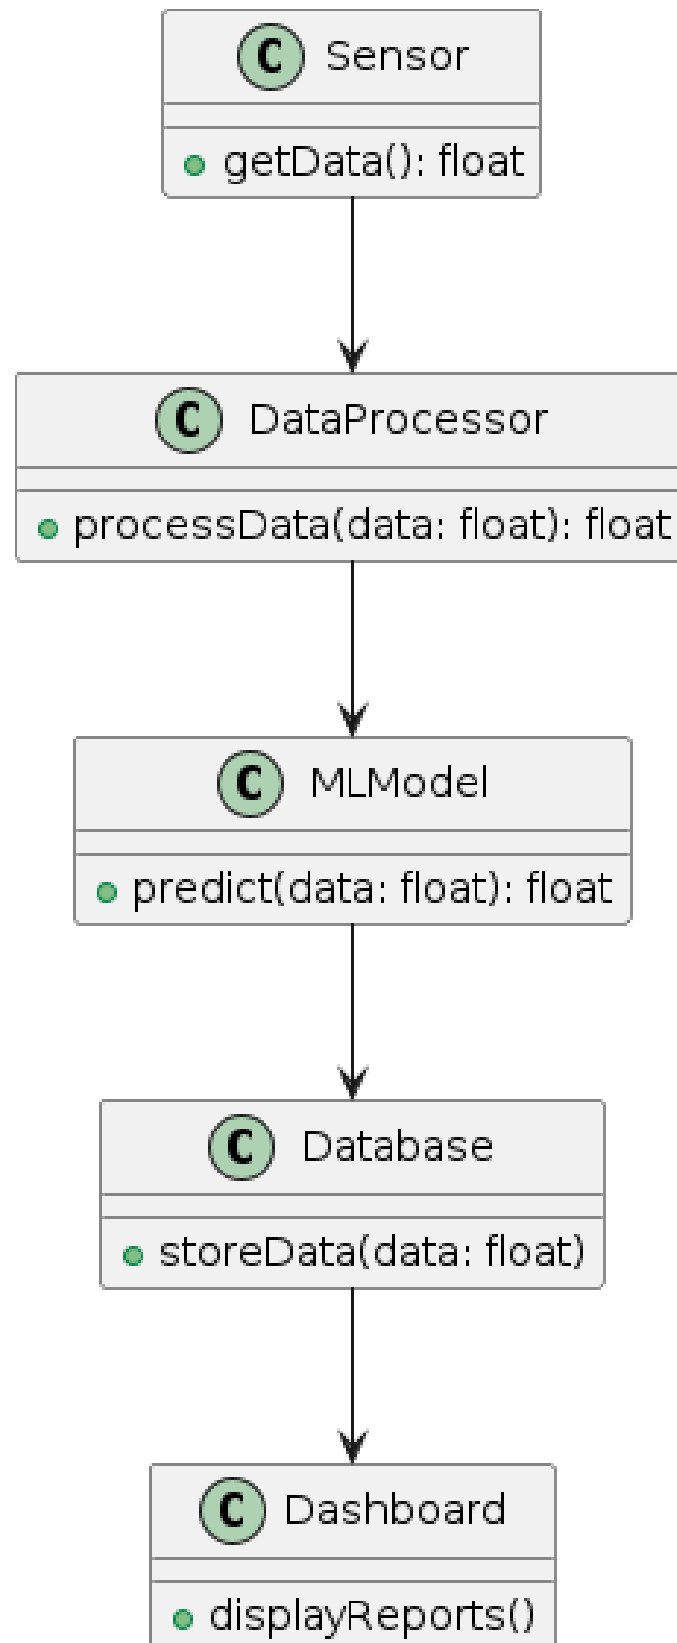 C Sensor
getData(): float
C DataProcessor
processData(data: float): float
C MLModel
predict(data: float): float
C Database
storeData(data: float)
C Dashboard
displayReports()